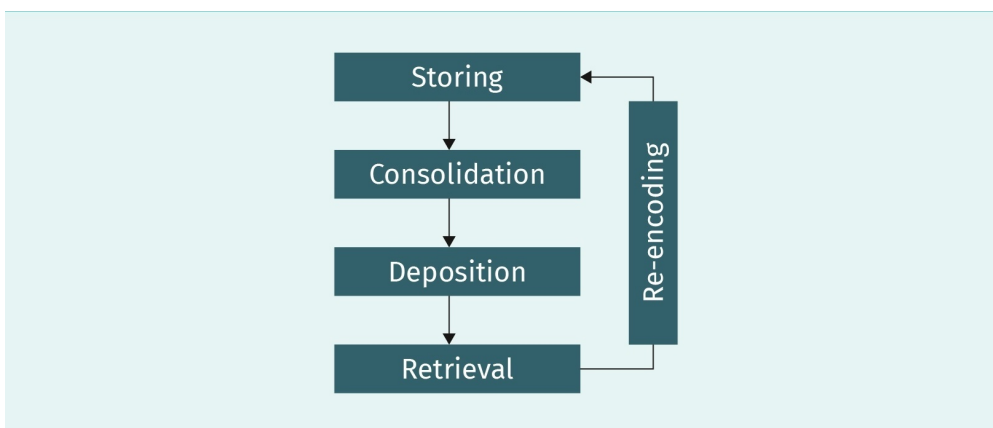 Storing
Consolidation
Deposition
Retrieval
Re-encoding